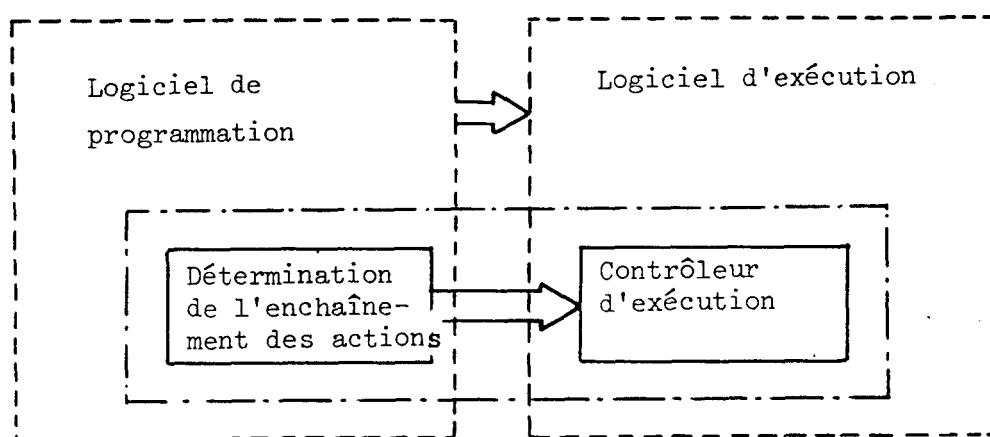 Logiciel de
programmation
Logiciel d'exécution
Détermination
de l'enchaîne-
ment des actions
Contrôleur
d'exécution